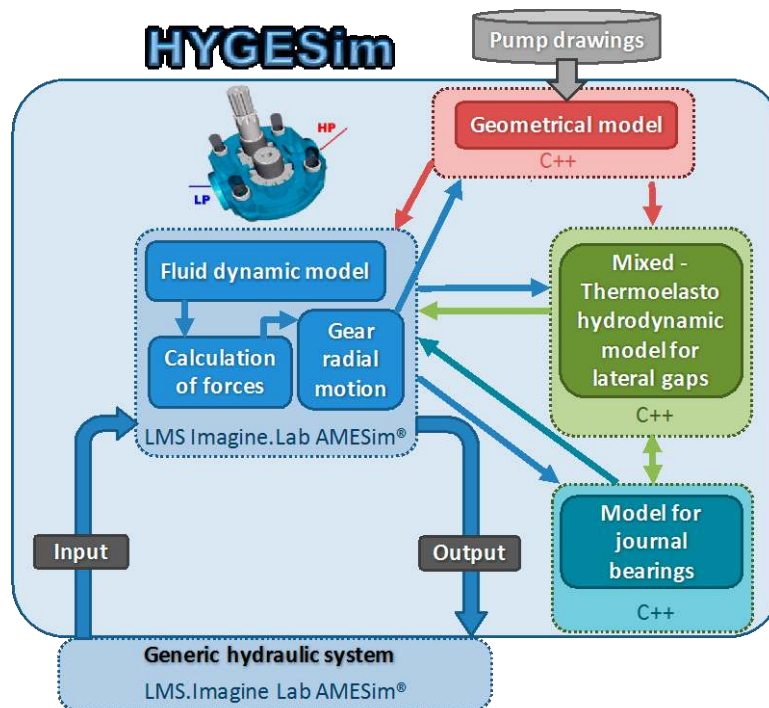 HYGESim
Pump drawings
Geometrical model
C++
HP
LP
Fluid dynamic model
Calculation
of forces
Gear
radial
motion
LMS Imagine.Lab AMESim®
Mixed -
Thermoelasto
hydrodynamic
model for
lateral gaps
C++
Model for
journal
bearings
C++
Input
Output
Generic hydraulic system
LMS.Imagine Lab AMESim®